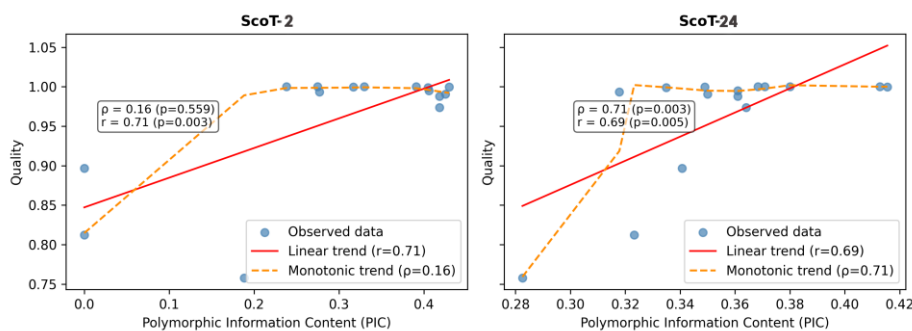 ScoT-2
ρ = 0.16 (p=0.559)
r = 0.71 (p=0.003)
Quality
1.05
1.00
0.95
0.90
0.85
0.80
0.75
Observed data
Linear trend (r=0.71)
Monotonic trend (ρ=0.16)
0.0 0.1 0.2 0.3 0.4
Polymorphic Information Content (PIC)
ScoT-24
ρ = 0.71 (p=0.003)
r = 0.69 (p=0.005)
Quality
Observed data
Linear trend (r=0.69)
Monotonic trend (ρ=0.71)
0.28 0.30 0.32 0.34 0.36 0.38 0.40 0.42
Polymorphic Information Content (PIC)